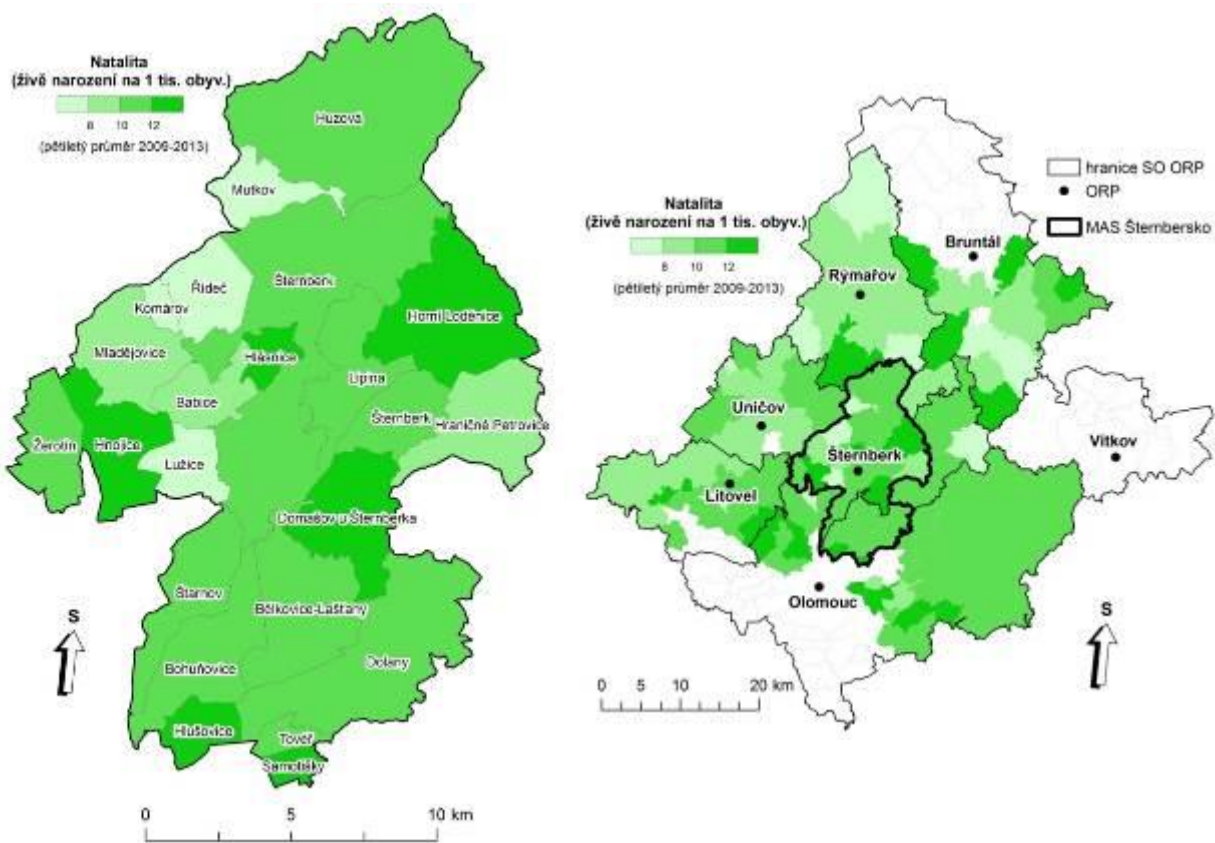 Natalita
(živě narození na 1 tis. obyv.)
8 10 12
(pětiletý průměr 2009-2013)
Huzová
Mutkov
Řídeč
Šternberk
Komárov
Horní Loděnice
Mladějovice
Hlásnice
Lipina
Babice
Šternberk
Hraničné Petrovice
Žerotín
Hnojice
Lužice
Domašov u Šternberka
Štarnov
Bělkovice-Lašťany
S
Bohuňovice
Dolany
Hlušovice
Tovéř
Samotišky
0 5 10 km
hranice SO ORP
ORP
MAS Šternbersko
Natalita
(živě narození na 1 tis. obyv.)
8 10 12
(pětiletý průměr 2009-2013)
Bruntál
Rýmařov
Uničov
Vítkov
Šternberk
Litovel
Olomouc
S
0 5 10 20 km